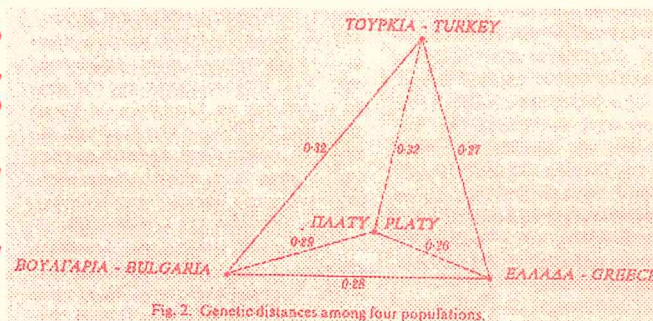 ΤΟΥΡΚΙΑ - TURKEY
0·32
0·32
0·27
ΠΛΑΤΥ PLATY
0·29
0·26
ΒΟΥΛΓΑΡΙΑ - BULGARIA
ΕΛΛΑΔΑ - GREECE
0·28
Fig. 2. Genetic distances among four populations.